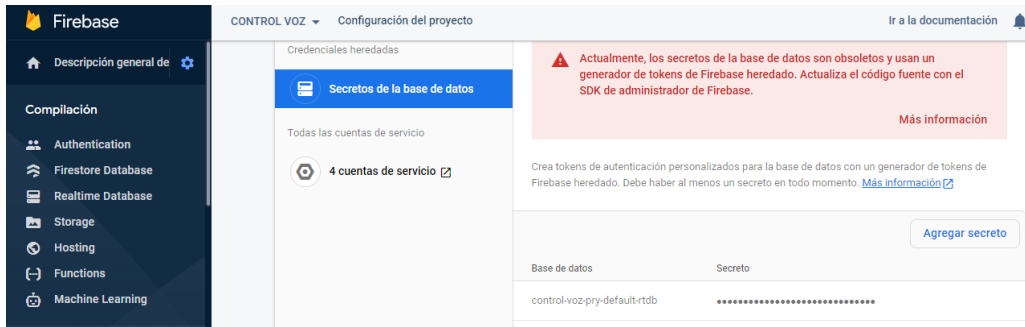 Firebase
CONTROL VOZ
Configuración del proyecto
Ir a la documentación
Descripción general de
Compilación
Authentication
Firestore Database
Realtime Database
Storage
Hosting
Functions
Machine Learning
Credenciales heredadas
Secretos de la base de datos
Todas las cuentas de servicio
4 cuentas de servicio
Actualmente, los secretos de la base de datos son obsoletos y usan un
generador de tokens de Firebase heredado. Actualiza el código fuente con el
SDK de administrador de Firebase.
Más información
Crea tokens de autenticación personalizados para la base de datos con un generador de tokens de
Firebase heredado. Debe haber al menos un secreto en todo momento. Más información
Agregar secreto
Base de datos
Secreto
control-voz-pry-default-rtdb
••••••••••••••••••••••••••••••